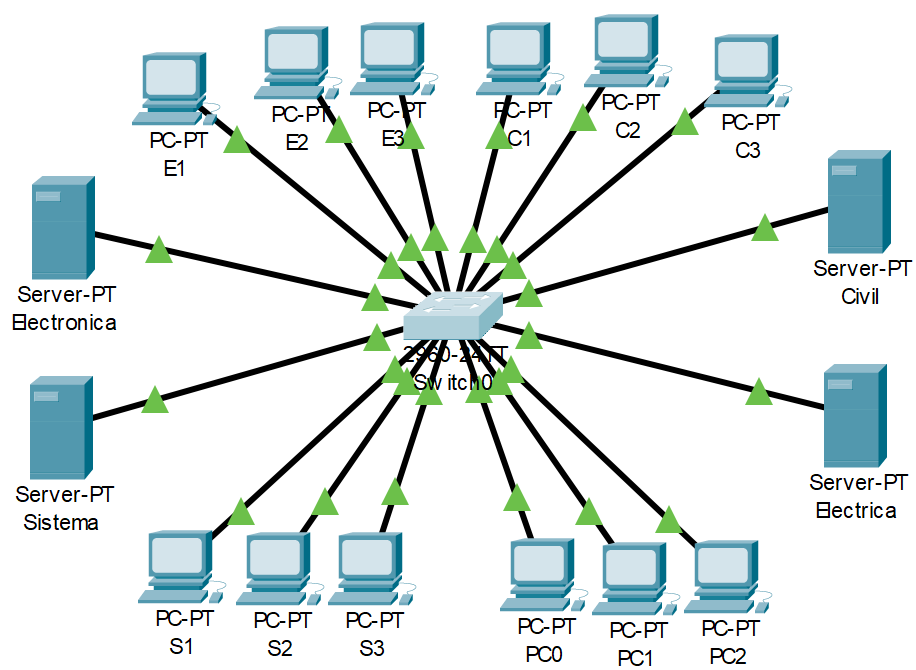 PC-PT
E1
PC-PT
E2
PC-PT
E3
PC-PT
C1
PC-PT
C2
PC-PT
C3
Server-PT
Electronica
Server-PT
Civil
2960-24TT
Switch0
Server-PT
Sistema
Server-PT
Electrica
PC-PT
S1
PC-PT
S2
PC-PT
S3
PC-PT
PC0
PC-PT
PC1
PC-PT
PC2